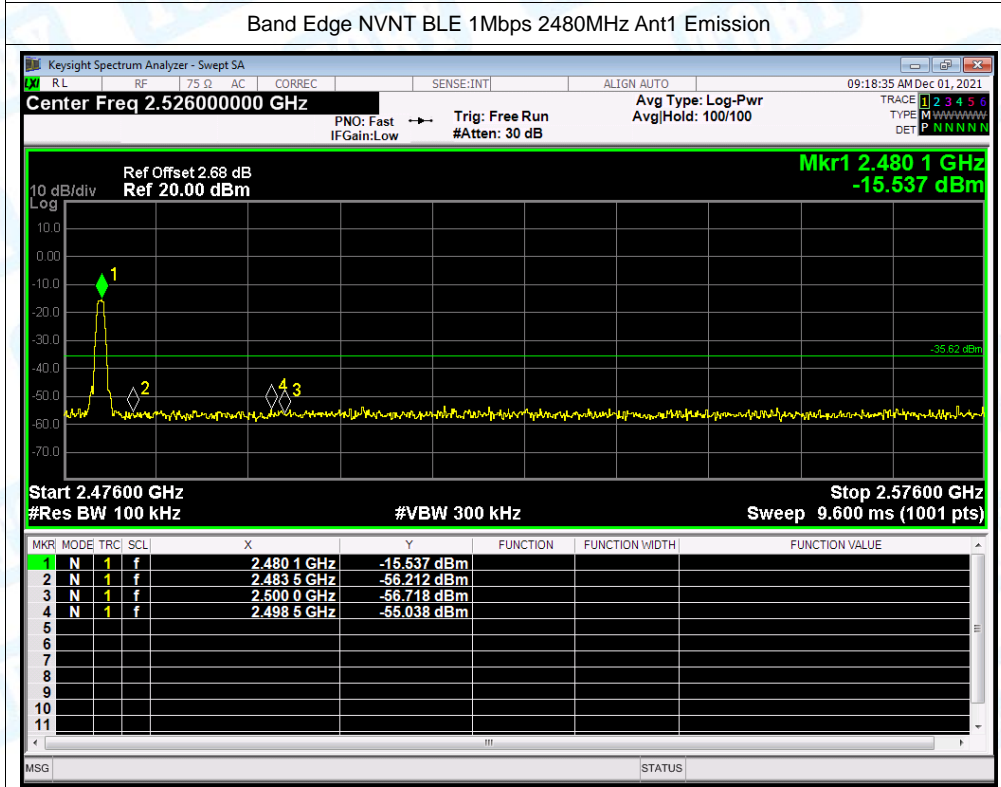 Band Edge NVNT BLE 1Mbps 2480MHz Ant1 Emission
Keysight Spectrum Analyzer - Swept SA
LXI RL RF 75 Ω AC CORREC SENSE:INT ALIGN AUTO 09:18:35 AM Dec 01, 2021
Center Freq 2.526000000 GHz
PNO: Fast
IFGain:Low
Trig: Free Run
#Atten: 30 dB
Avg Type: Log-Pwr
Avg|Hold: 100/100
TRACE 1 2 3 4 5 6
TYPE M WWWWW
DET P N N N N N
Mkr1 2.480 1 GHz
-15.537 dBm
Ref Offset 2.68 dB
10 dB/div Ref 20.00 dBm
Log
10.0
0.00
-10.0
-20.0
-30.0
-40.0
-50.0
-60.0
-70.0
1
2
4 3
-35.62 dBm
Start 2.47600 GHz Stop 2.57600 GHz
#Res BW 100 kHz #VBW 300 kHz Sweep 9.600 ms (1001 pts)
MKR MODE TRC SCL X Y FUNCTION FUNCTION WIDTH FUNCTION VALUE
1 N 1 f 2.480 1 GHz -15.537 dBm
2 N 1 f 2.483 5 GHz -56.212 dBm
3 N 1 f 2.500 0 GHz -56.718 dBm
4 N 1 f 2.498 5 GHz -55.038 dBm
5
6
7
8
9
10
11
MSG STATUS